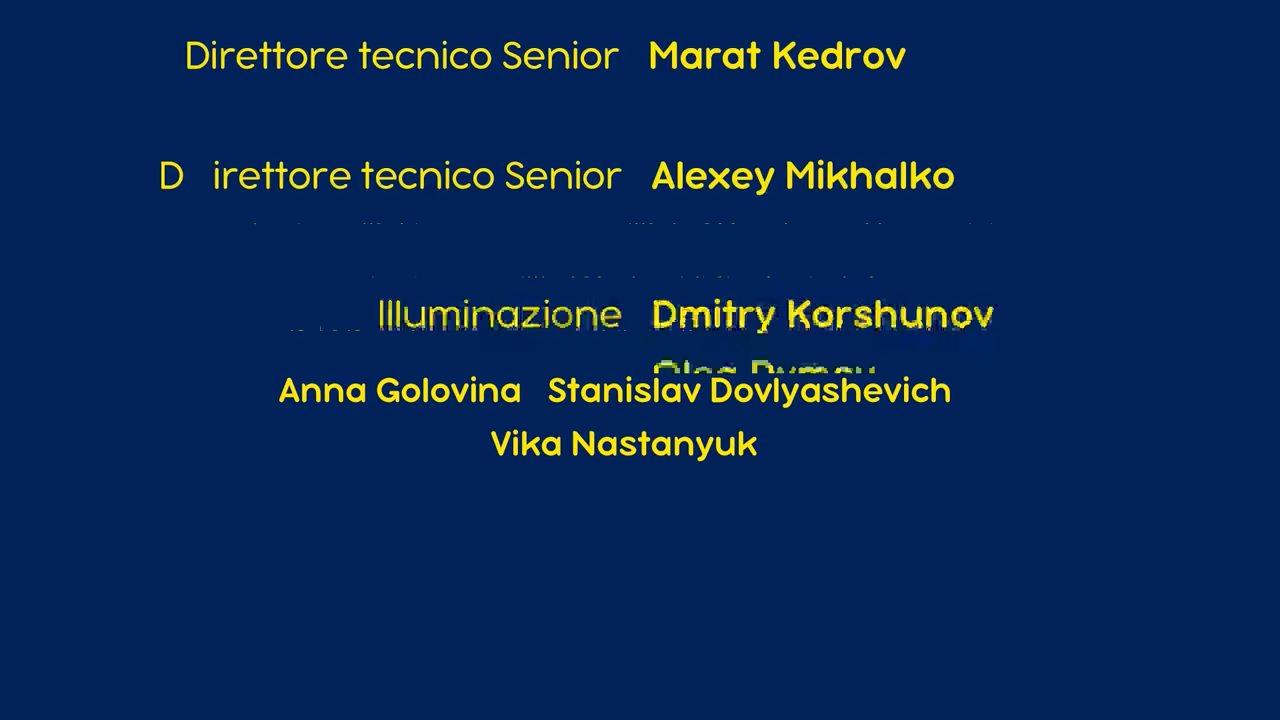 Direttore tecnico Senior Marat Kedrov
D irettore tecnico Senior Alexey Mikhalko
Illuminazione Dmitry Korshunov
Anna Golovina Stanislav Dovlyashevich
Vika Nastanyuk